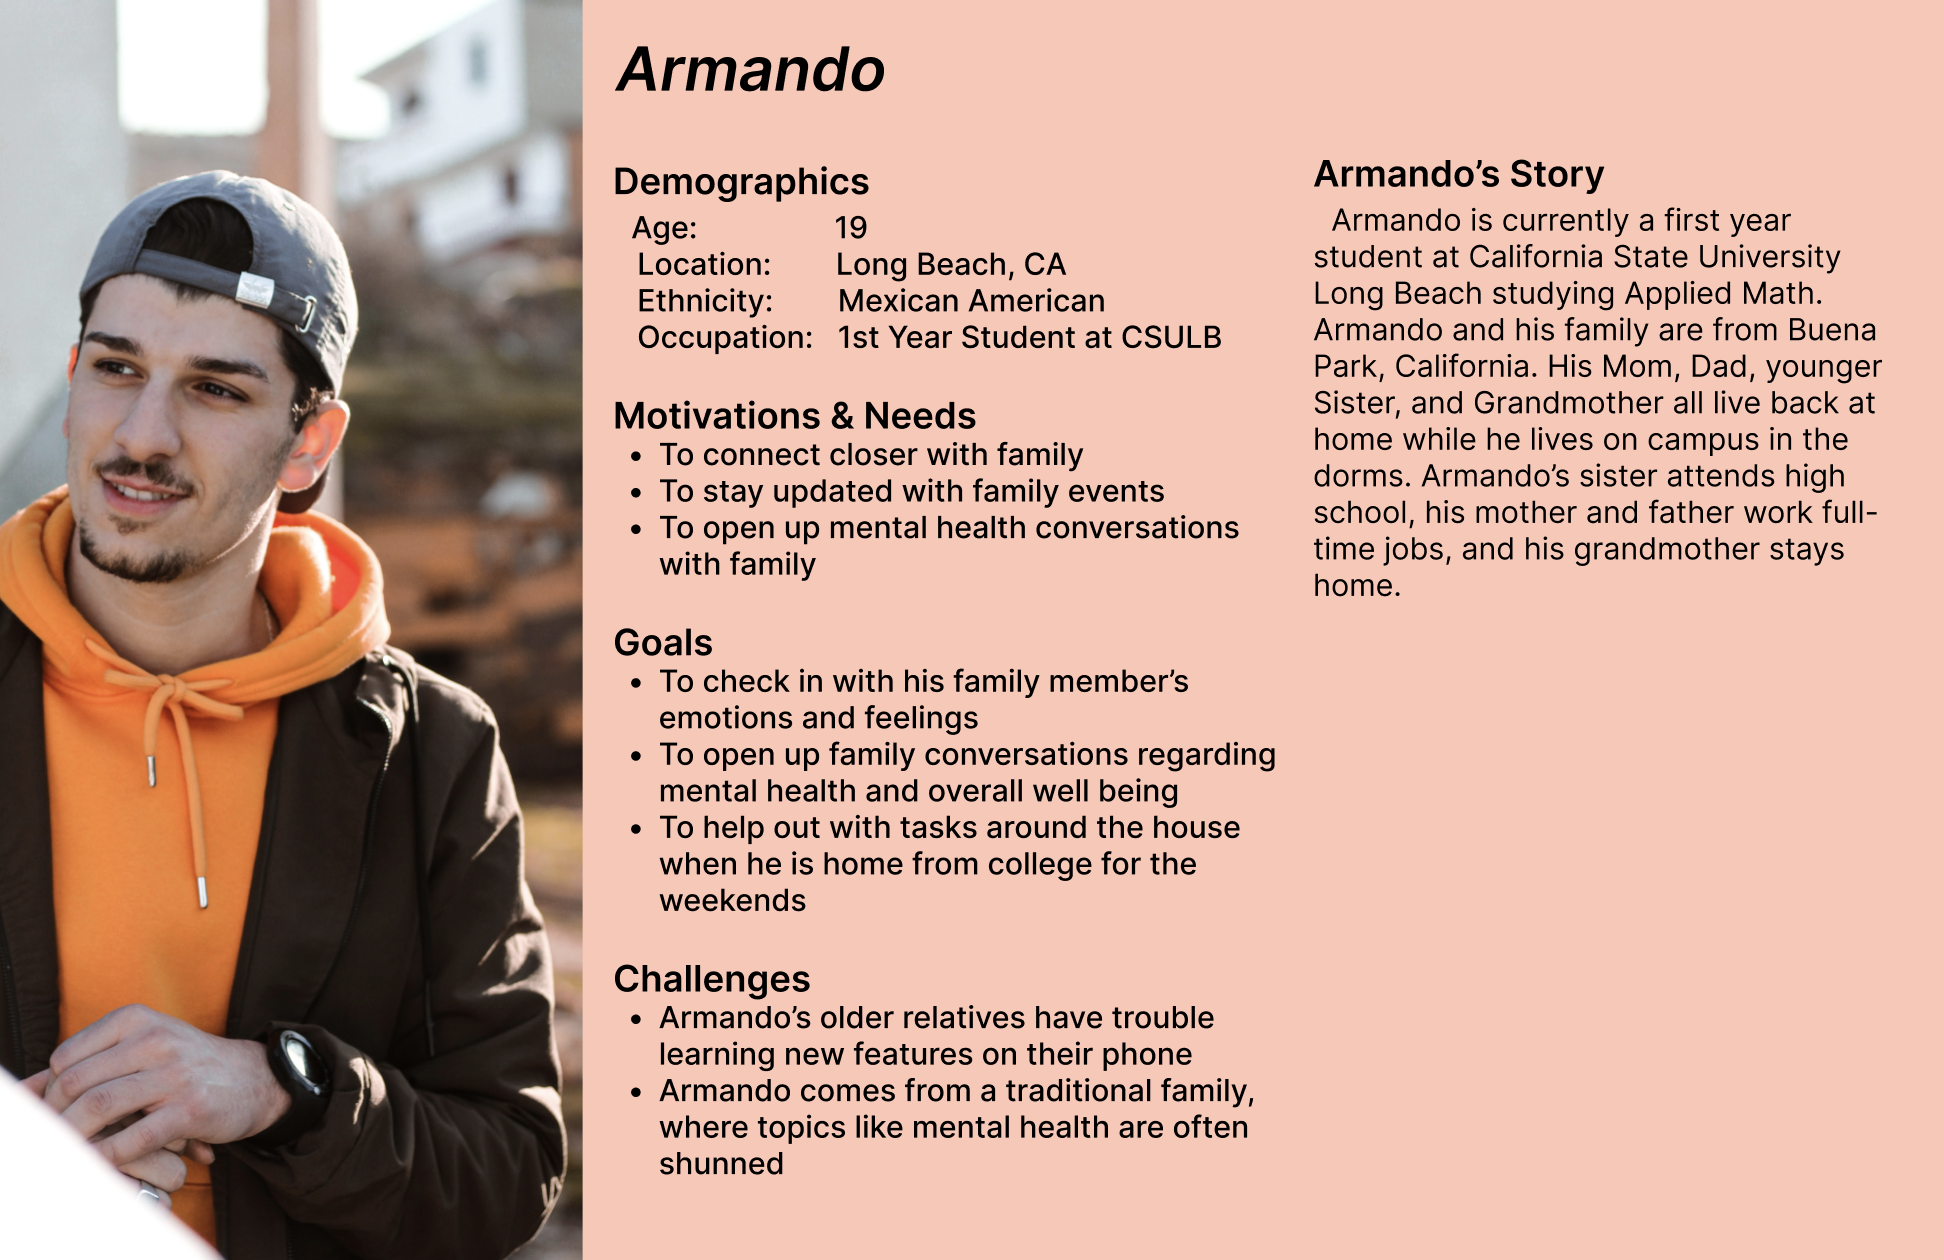 Armando
Demographics
Age: 19
Location: Long Beach, CA
Ethnicity: Mexican American
Occupation: 1st Year Student at CSULB
Motivations & Needs
• To connect closer with family
• To stay updated with family events
• To open up mental health conversations
with family
Goals
• To check in with his family member’s
emotions and feelings
• To open up family conversations regarding
mental health and overall well being
• To help out with tasks around the house
when he is home from college for the
weekends
Challenges
• Armando’s older relatives have trouble
learning new features on their phone
• Armando comes from a traditional family,
where topics like mental health are often
shunned
Armando’s Story
Armando is currently a first year
student at California State University
Long Beach studying Applied Math.
Armando and his family are from Buena
Park, California. His Mom, Dad, younger
Sister, and Grandmother all live back at
home while he lives on campus in the
dorms. Armando’s sister attends high
school, his mother and father work full-
time jobs, and his grandmother stays
home.